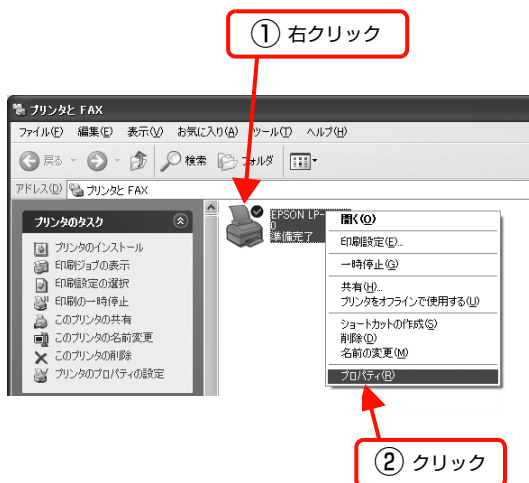 ① 右クリック
プリンタと FAX
ファイル(F) 編集(E) 表示(V) お気に入り(A) ツール(T) ヘルプ(H)
戻る 検索 フォルダ
アドレス(D) プリンタと FAX
プリンタのタスク
プリンタのインストール
印刷ジョブの表示
印刷設定の選択
印刷の一時停止
このプリンタの共有
このプリンタの名前変更
このプリンタの削除
プリンタのプロパティの設定
EPSON LP-
0
準備完了
開く(O)
印刷設定(E)...
一時停止(G)
共有(H)...
プリンタをオフラインで使用する(U)
ショートカットの作成(S)
削除(D)
名前の変更(M)
プロパティ(R)
② クリック